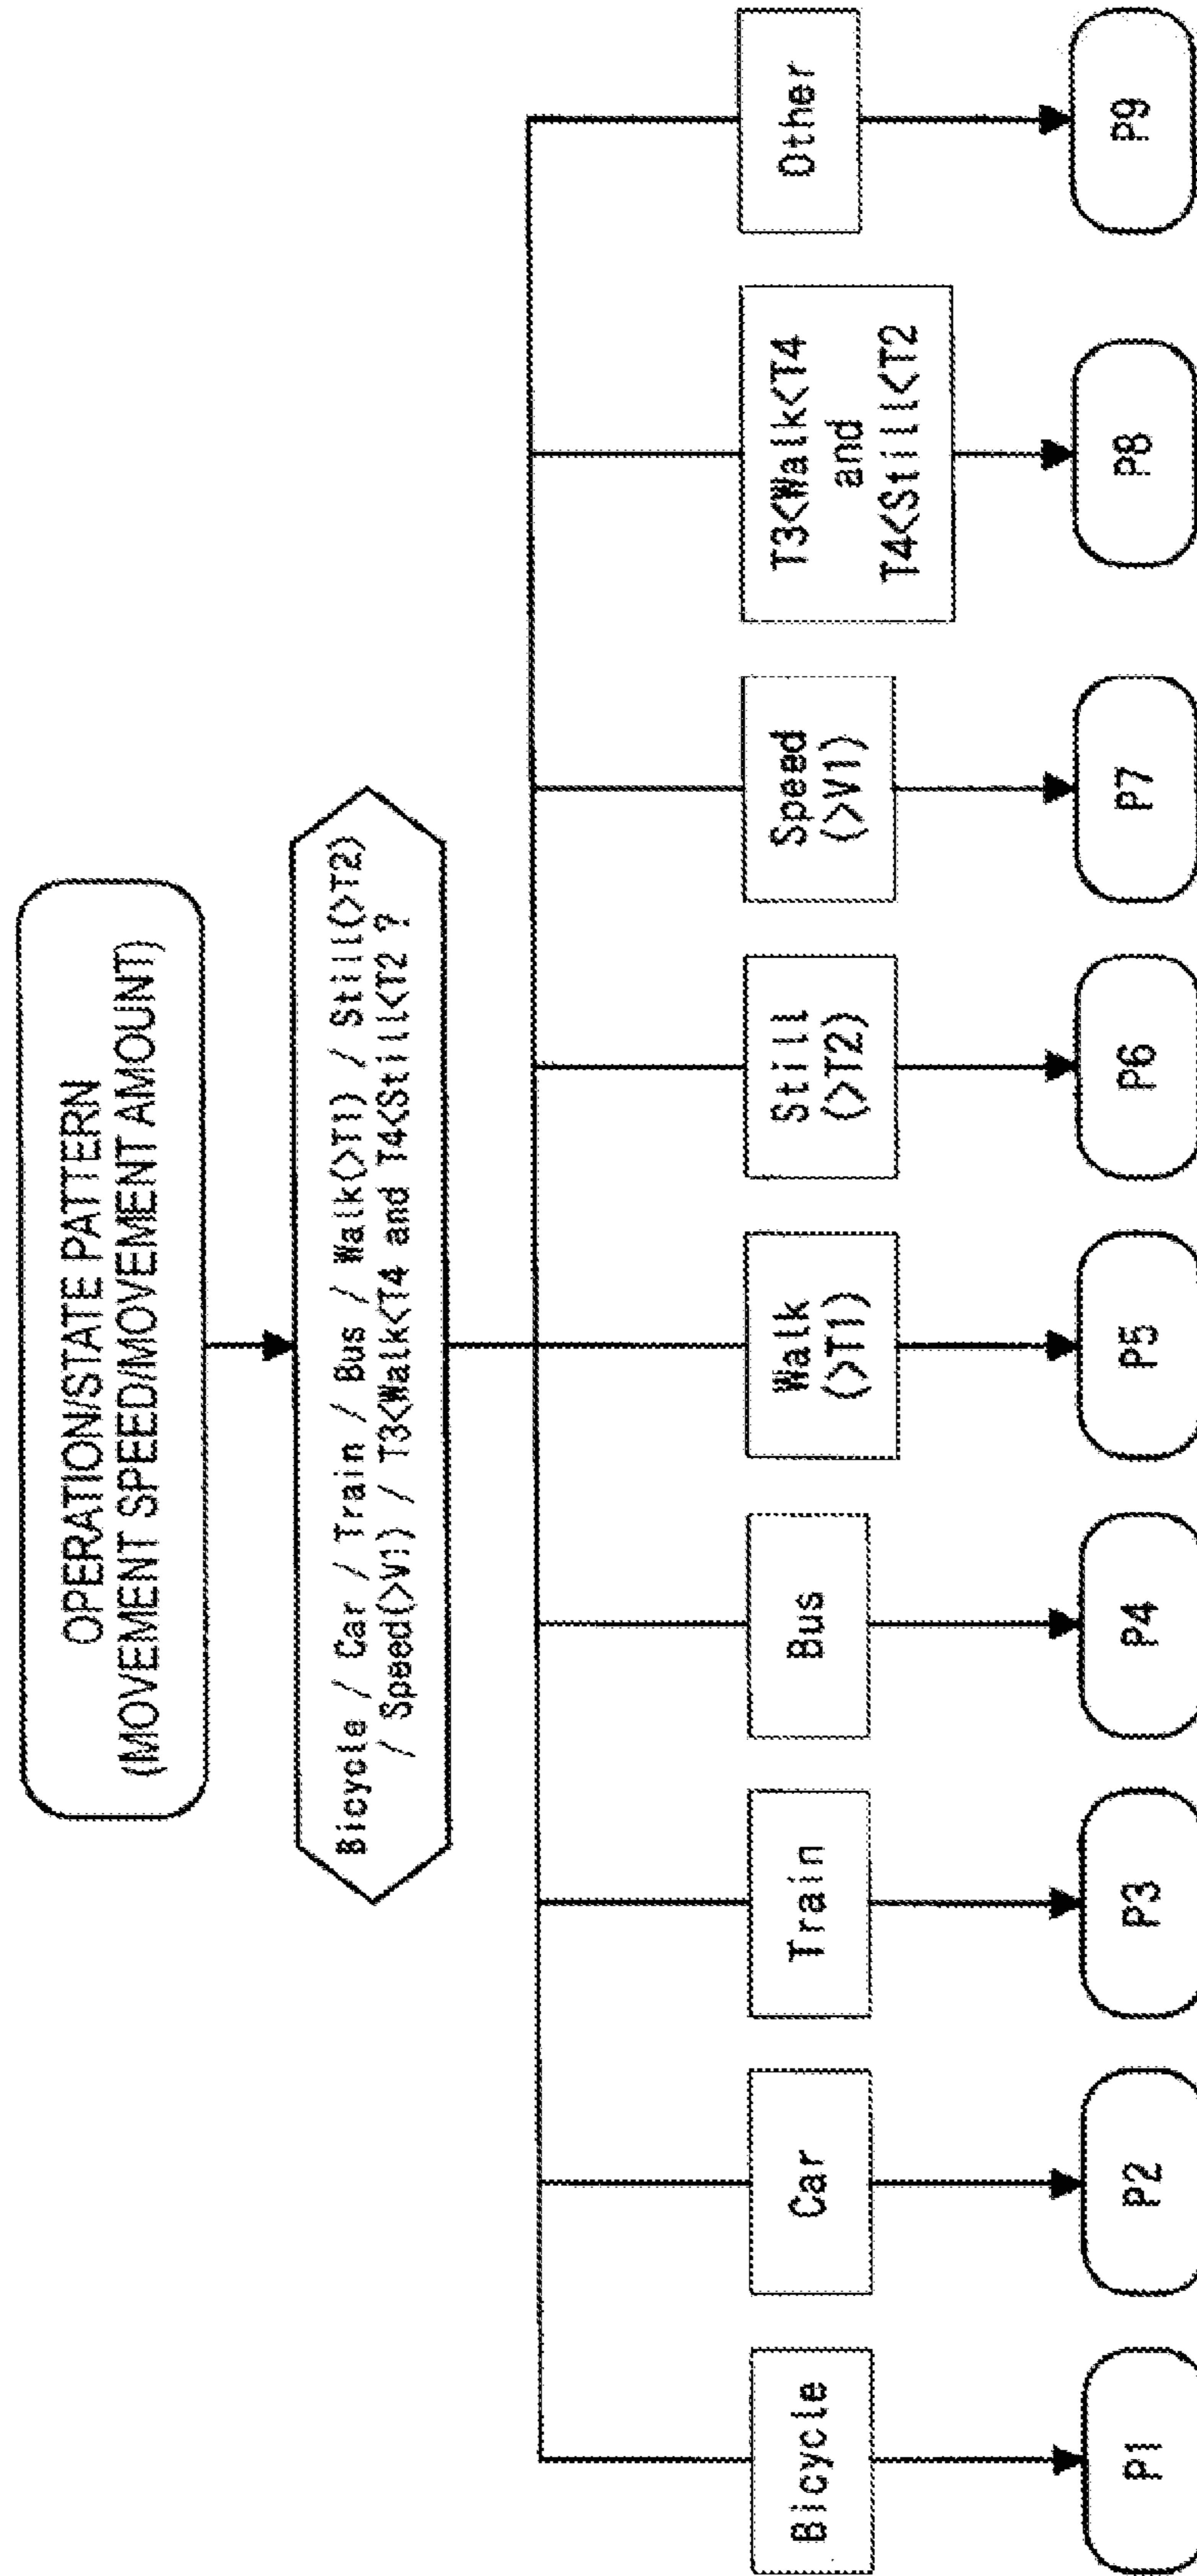 OPERATION/STATE PATTERN
(MOVEMENT SPEED/MOVEMENT AMOUNT)
Bicycle / Car / Train / Bus / Walk(>T1) / Still(>T2)
/ Speed(>V1) / T3<Walk<T4 and T4<Still<T2 ?
Bicycle
Car
Train
Bus
Walk
(>T1)
Still
(>T2)
Speed
(>V1)
T3<Walk<T4
and
T4<Still<T2
Other
P1
P2
P3
P4
P5
P6
P7
P8
P9